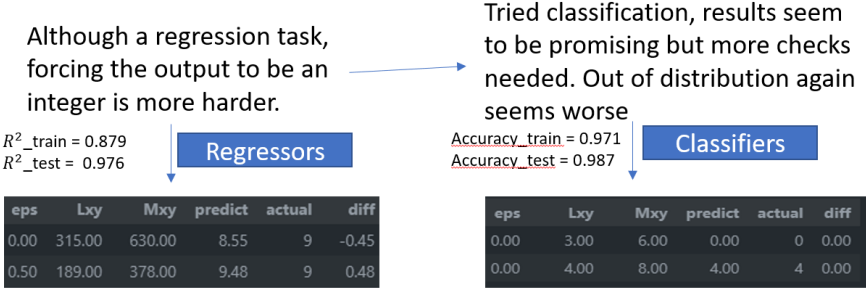 Although a regression task,
forcing the output to be an
integer is more harder.
R²_train = 0.879
R²_test = 0.976
Regressors
eps Lxy Mxy predict actual diff
0.00 315.00 630.00 8.55 9 -0.45
0.50 189.00 378.00 9.48 9 0.48
Tried classification, results seem
to be promising but more checks
needed. Out of distribution again
seems worse
Accuracy_train = 0.971
Accuracy_test = 0.987
Classifiers
eps Lxy Mxy predict actual diff
0.00 3.00 6.00 0.00 0 0.00
0.00 4.00 8.00 4.00 4 0.00